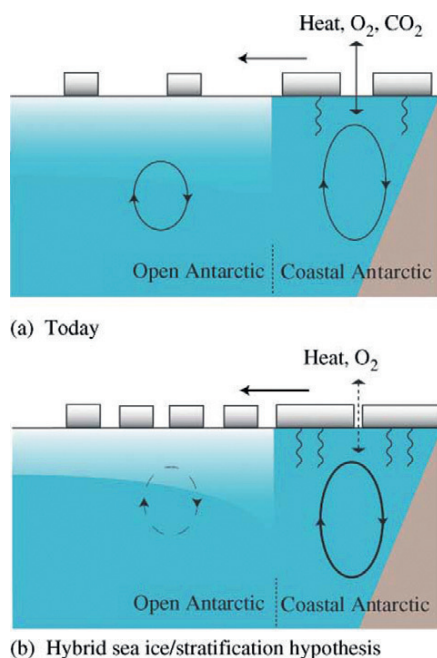 Heat, O₂, CO₂
Open Antarctic Coastal Antarctic
(a) Today
Heat, O₂
Open Antarctic Coastal Antarctic
(b) Hybrid sea ice/stratification hypothesis